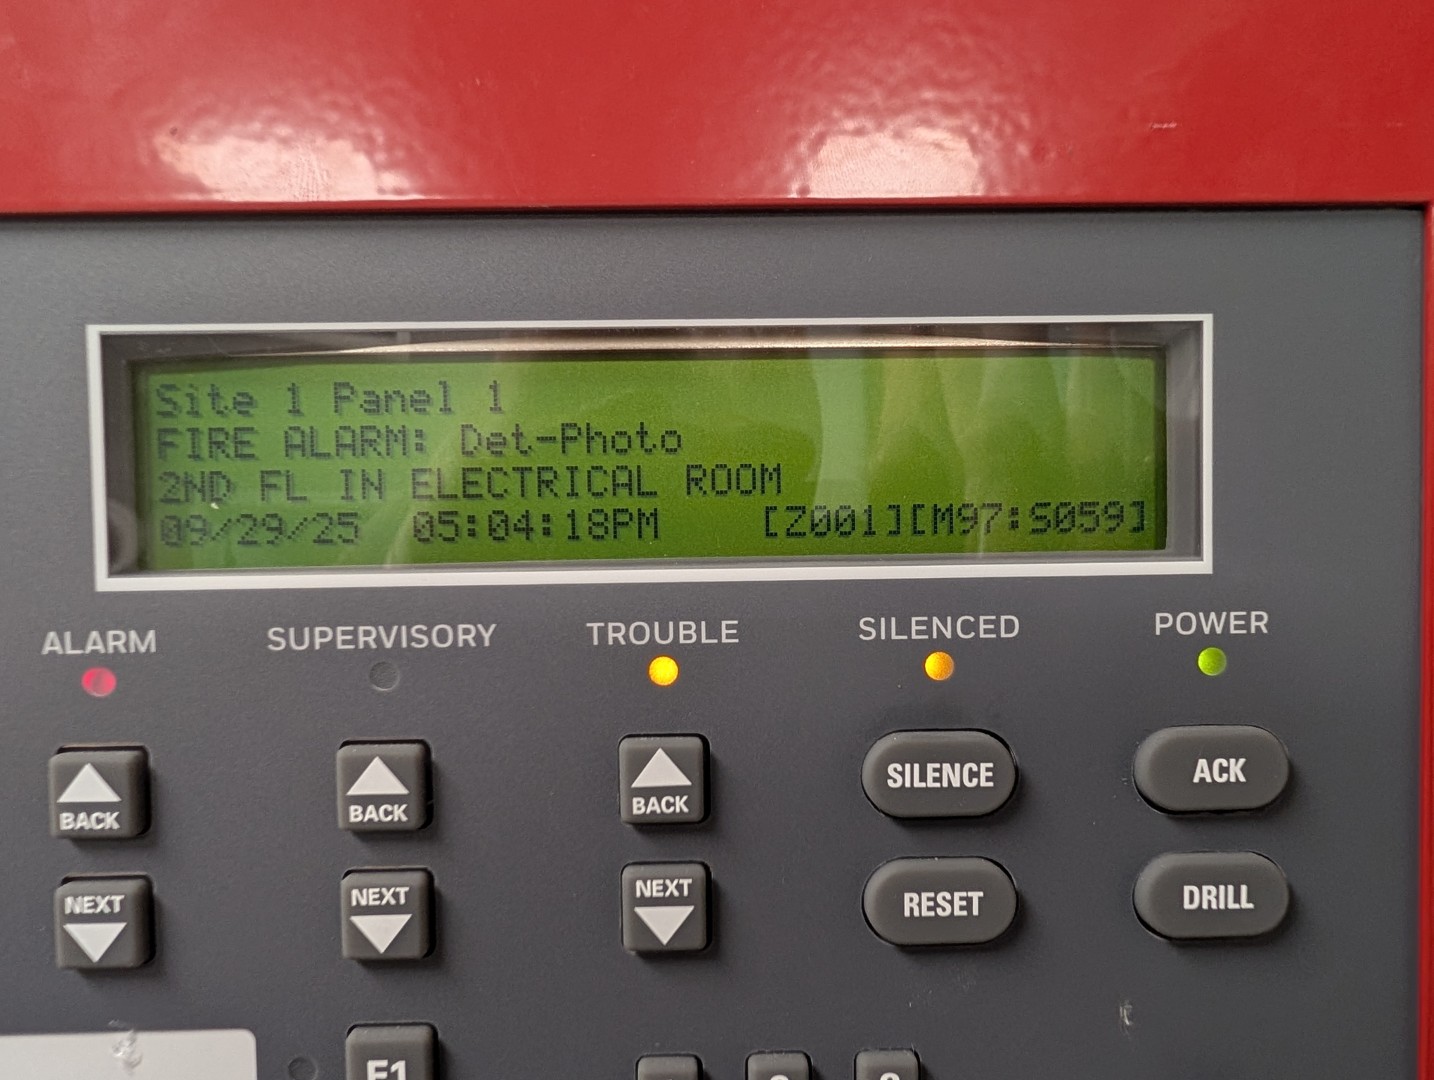 Site 1 Panel 1
FIRE ALARM: Det-Photo
2ND FL IN ELECTRICAL ROOM
09/29/25 05:04:18PM [Z001][M97:S059]
ALARM SUPERVISORY TROUBLE SILENCED POWER
BACK BACK BACK SILENCE ACK
NEXT NEXT NEXT RESET DRILL
F1